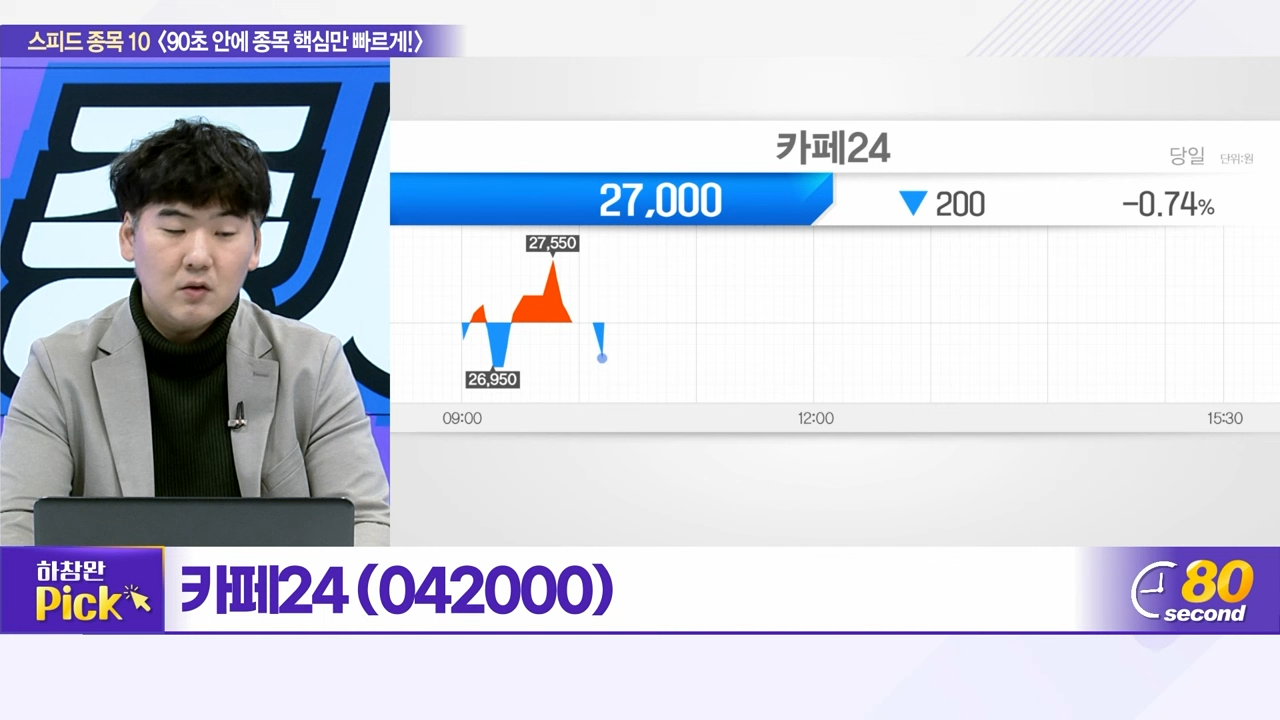 스피드 종목 10 〈90초 안에 종목 핵심만 빠르게!〉
카페24
당일 단위:원
27,000 ▼ 200 -0.74%
27,550
26,950
09:00 12:00 15:30
하창완
Pick
카페24 (042000)
80
second